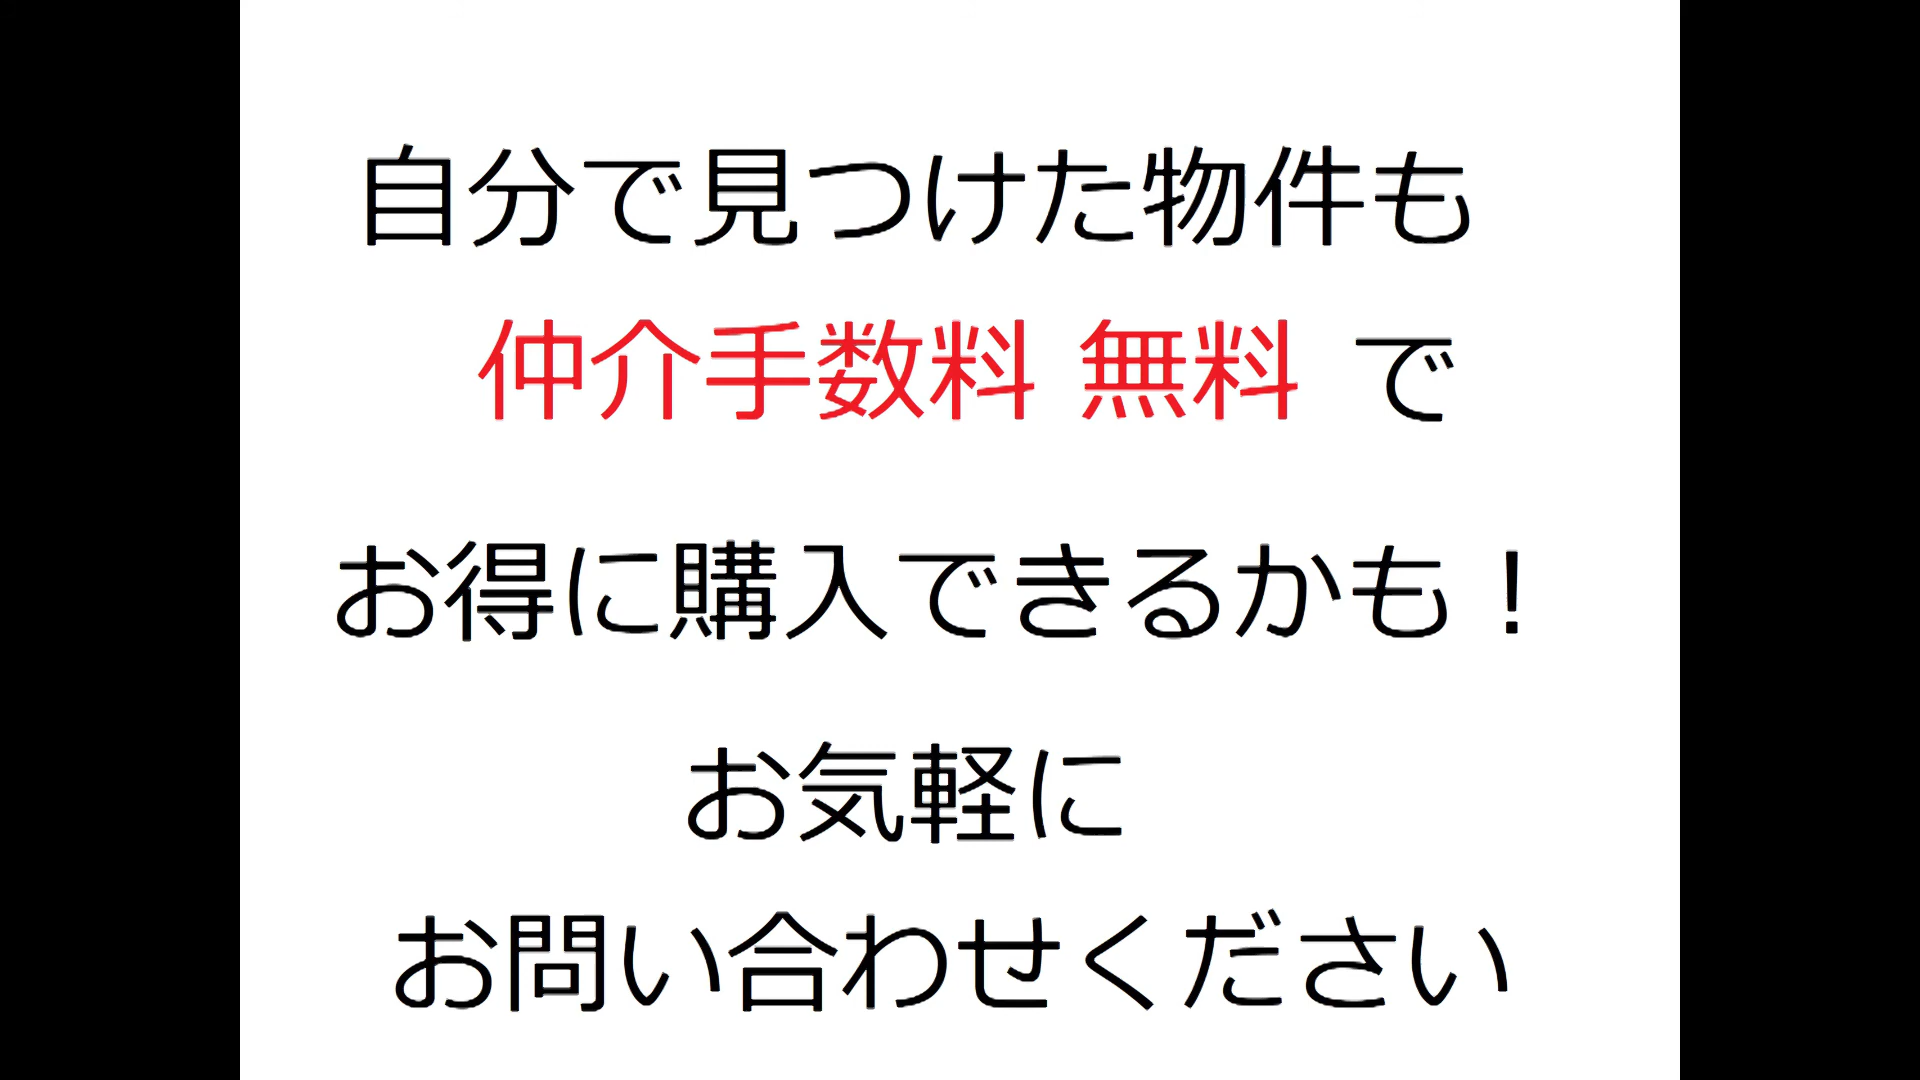 自分で見つけた物件も
仲介手数料 無料 で
お得に購入できるかも！
お気軽に
お問い合わせください